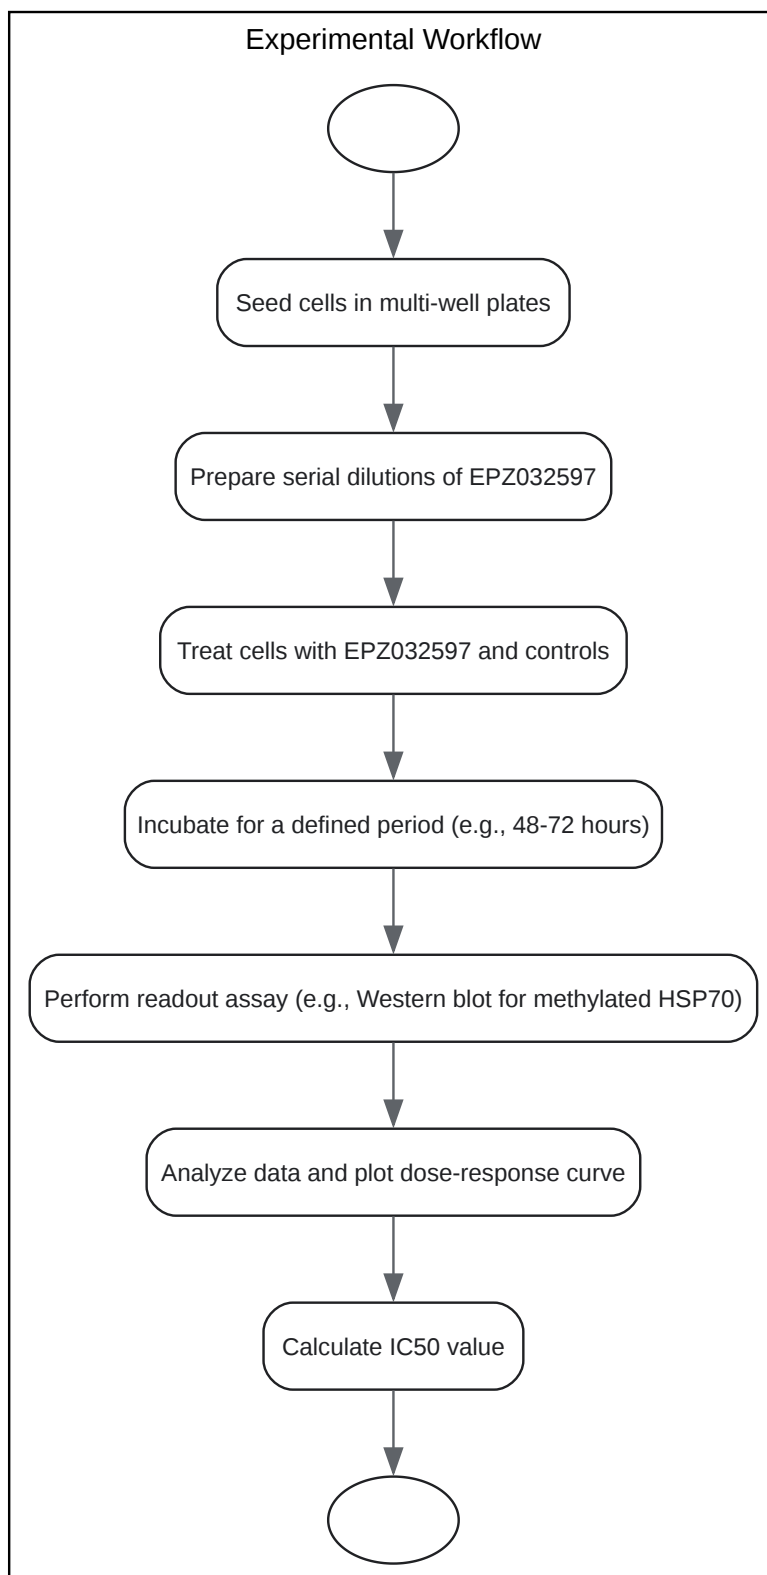 Experimental Workflow
Seed cells in multi-well plates
Prepare serial dilutions of EPZ032597
Treat cells with EPZ032597 and controls
Incubate for a defined period (e.g., 48-72 hours)
Perform readout assay (e.g., Western blot for methylated HSP70)
Analyze data and plot dose-response curve
Calculate IC50 value